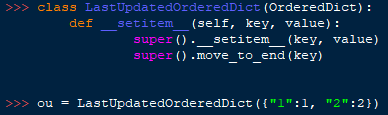 >>> class LastUpdatedOrderedDict(OrderedDict):
        def __setitem__(self, key, value):
                super().__setitem__(key, value)
                super().move_to_end(key)
>>> ou = LastUpdatedOrderedDict({"1":1, "2":2})